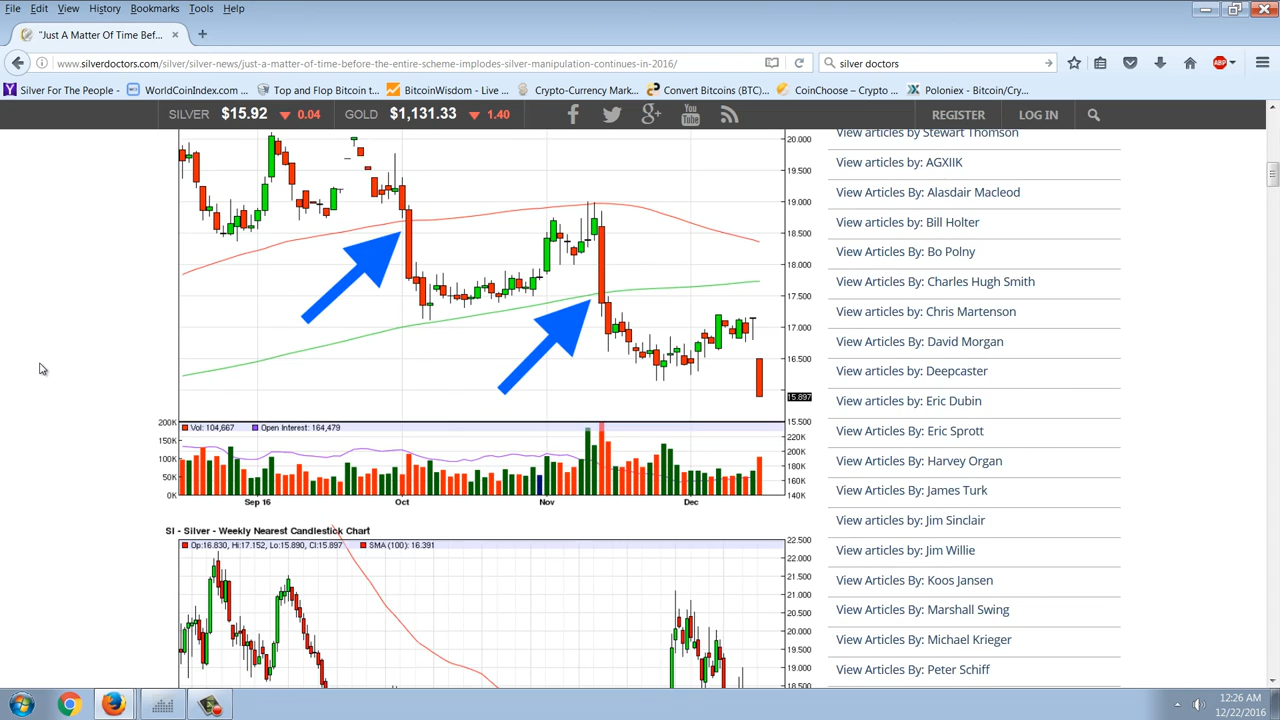 File Edit View History Bookmarks Tools Help
"Just A Matter Of Time Bef...
www.silverdoctors.com/silver/silver-news/just-a-matter-of-time-before-the-entire-scheme-implodes-silver-manipulation-continues-in-2016/
silver doctors
ABP
Silver For The People - ...
WorldCoinIndex.com - W...
Top and Flop Bitcoin t...
BitcoinWisdom - Live ...
Crypto-Currency Mark...
Convert Bitcoins (BTC)...
CoinChoose – Crypto ...
Poloniex - Bitcoin/Cry...
SILVER $15.92 0.04 GOLD $1,131.33 1.40
You Tube
REGISTER LOG IN
20.000
19.500
19.000
18.500
18.000
17.500
17.000
16.500
15.897
15.500
Vol: 104,667 Open Interest: 164,479
200K
150K
100K
50K
0K
220K
200K
180K
160K
140K
Sep 16 Oct Nov Dec
SI - Silver - Weekly Nearest Candlestick Chart
Op:16.830, Hi:17.152, Lo:15.890, Cl:15.897 SMA (100): 16.391
22.500
22.000
21.500
21.000
20.500
20.000
19.500
19.000
18.500
View articles by Stewart Thomson
View articles by: AGXIIK
View Articles By: Alasdair Macleod
View articles by: Bill Holter
View Articles By: Bo Polny
View Articles By: Charles Hugh Smith
View Articles By: Chris Martenson
View articles by: David Morgan
View articles by: Deepcaster
View Articles By: Eric Dubin
View articles by: Eric Sprott
View articles by: Harvey Organ
View Articles By: James Turk
View articles by: Jim Sinclair
View articles by: Jim Willie
View Articles By: Koos Jansen
View Articles By: Marshall Swing
View Articles By: Michael Krieger
View Articles By: Peter Schiff
12:26 AM
12/22/2016